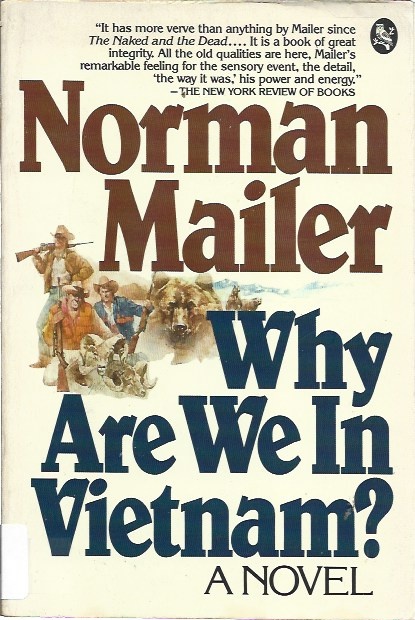 "It has more verve than anything by Mailer since
The Naked and the Dead.... It is a book of great
integrity. All the old qualities are here, Mailer's
remarkable feeling for the sensory event, the detail,
'the way it was,' his power and energy."
—THE NEW YORK REVIEW OF BOOKS
Norman
Mailer
Why
Are We In
Vietnam?
A NOVEL